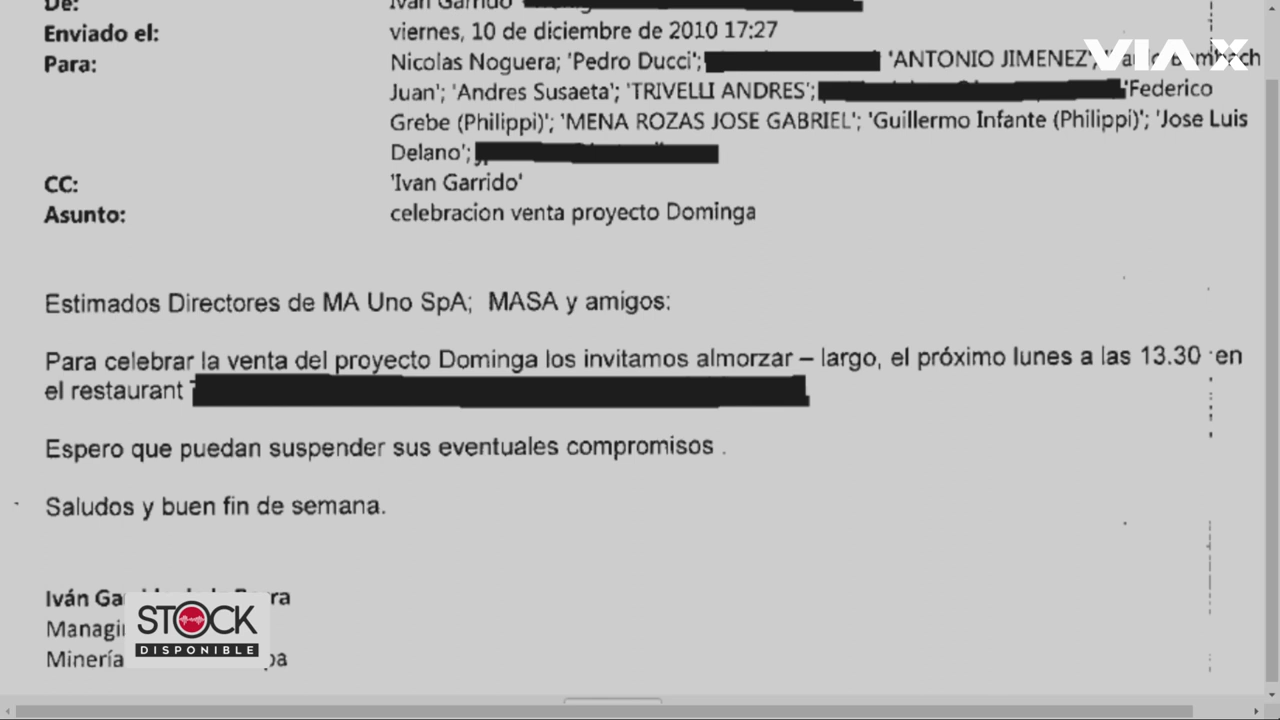 De: Ivan Garrido
Enviado el: viernes, 10 de diciembre de 2010 17:27
VIA X
Para: Nicolas Noguera; 'Pedro Ducci'; 'ANTONIO JIMENEZ';
Juan'; 'Andres Susaeta'; 'TRIVELLI ANDRES'; 'Federico
Grebe (Philippi)'; 'MENA ROZAS JOSE GABRIEL'; 'Guillermo Infante (Philippi)'; 'Jose Luis
Delano';
CC: 'Ivan Garrido'
Asunto: celebracion venta proyecto Dominga
Estimados Directores de MA Uno SpA; MASA y amigos:
Para celebrar la venta del proyecto Dominga los invitamos almorzar – largo, el próximo lunes a las 13.30 en
el restaurant
Espero que puedan suspender sus eventuales compromisos .
Saludos y buen fin de semana.
Iván
Minería
STOCK
DISPONIBLE